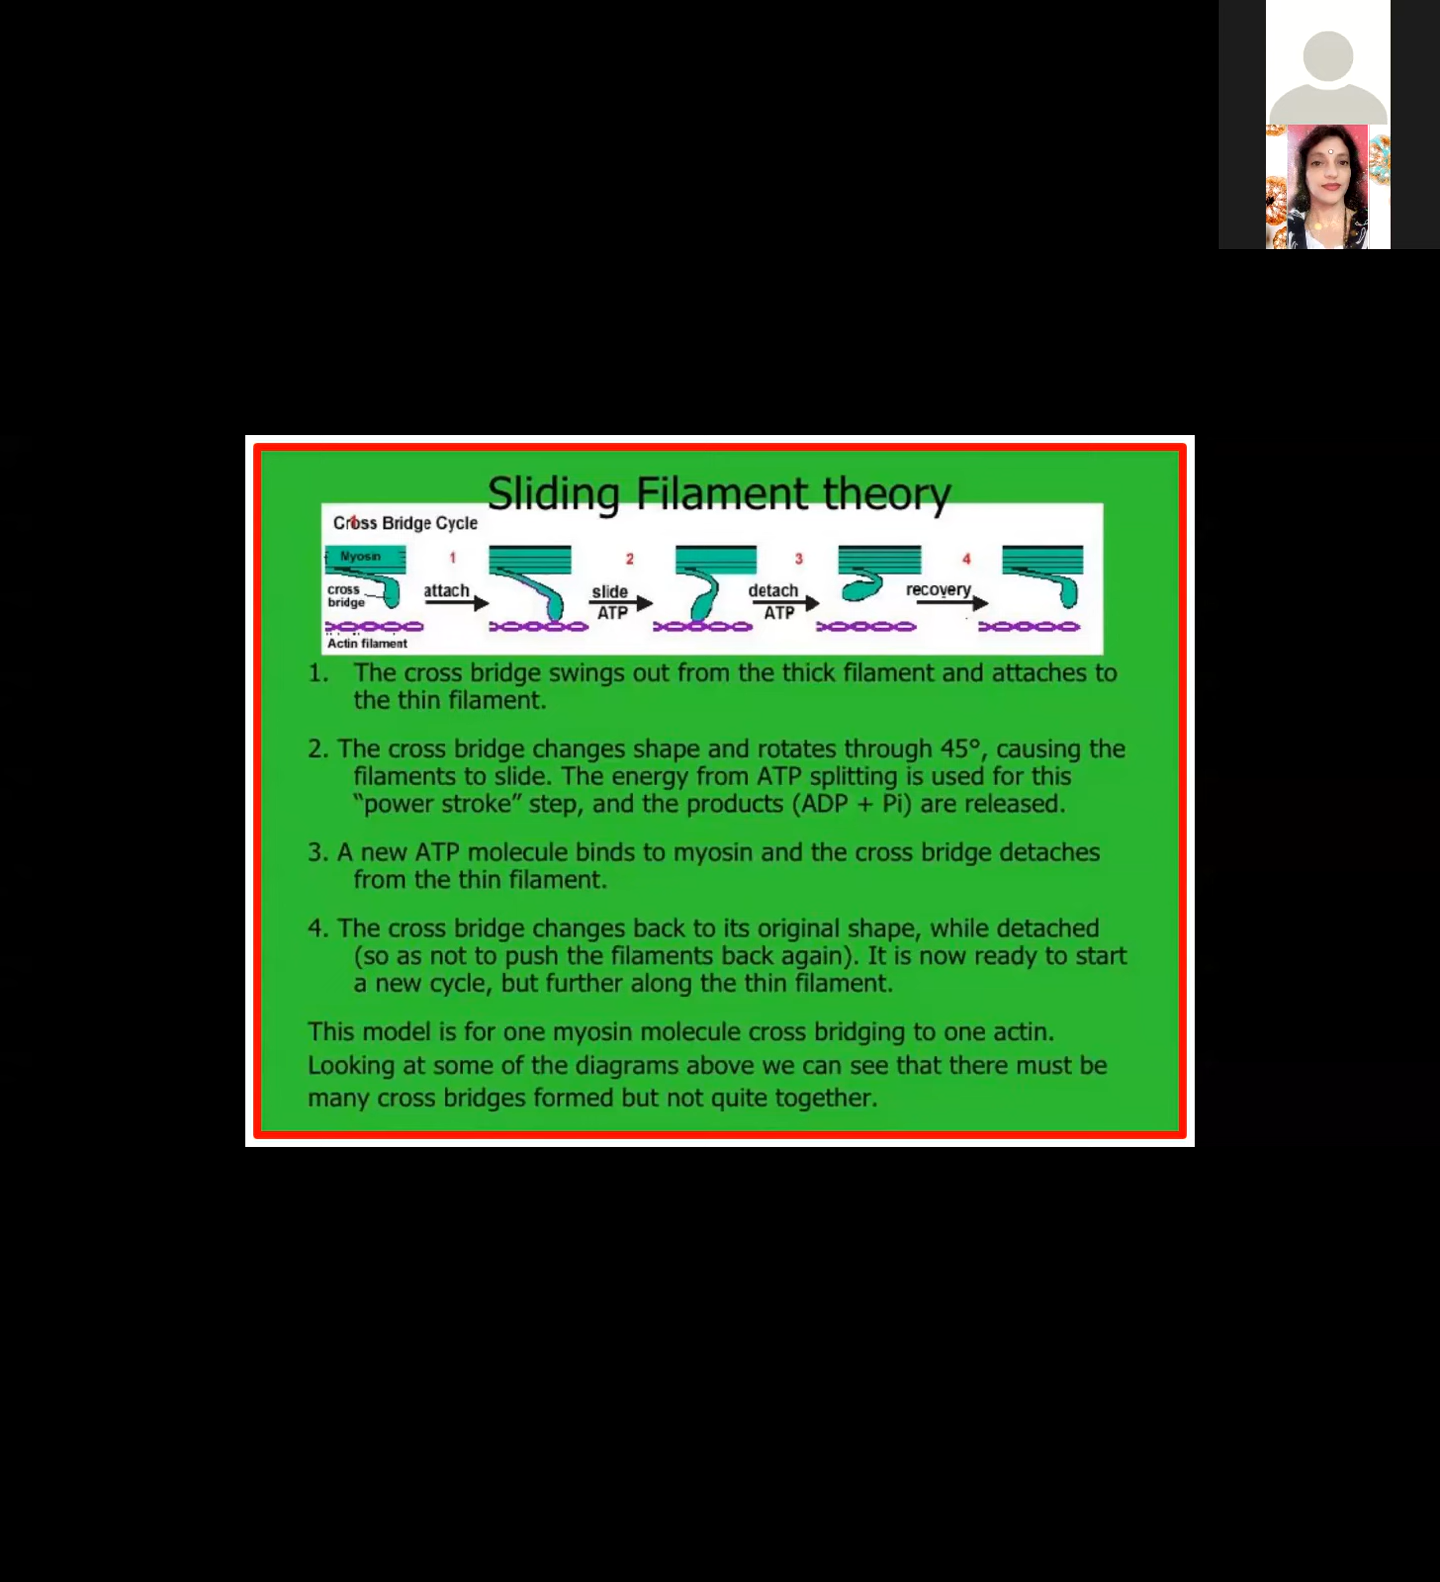 Sliding Filament theory
Cross Bridge Cycle
Myosin
1
2
3
4
cross
bridge
attach
slide
ATP
detach
ATP
recovery
Actin filament
1. The cross bridge swings out from the thick filament and attaches to
the thin filament.
2. The cross bridge changes shape and rotates through 45°, causing the
filaments to slide. The energy from ATP splitting is used for this
“power stroke” step, and the products (ADP + Pi) are released.
3. A new ATP molecule binds to myosin and the cross bridge detaches
from the thin filament.
4. The cross bridge changes back to its original shape, while detached
(so as not to push the filaments back again). It is now ready to start
a new cycle, but further along the thin filament.
This model is for one myosin molecule cross bridging to one actin.
Looking at some of the diagrams above we can see that there must be
many cross bridges formed but not quite together.